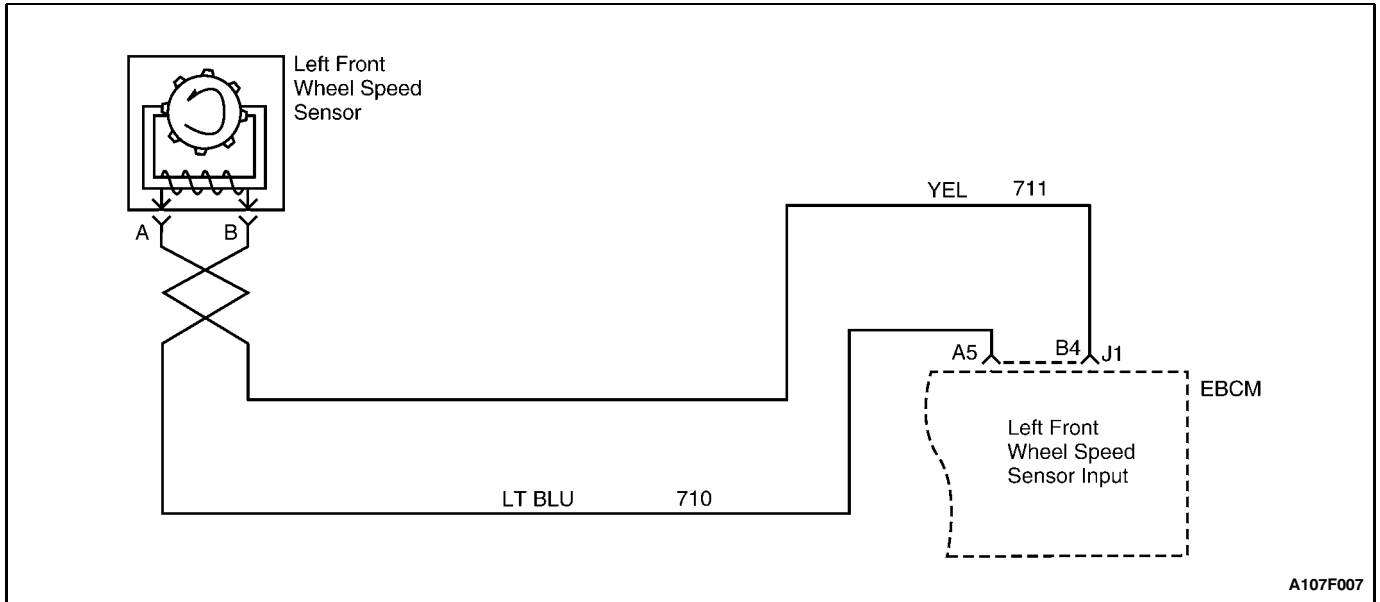 Left Front
Wheel Speed
Sensor
A
B
YEL 711
A5
B4
J1
EBCM
Left Front
Wheel Speed
Sensor Input
LT BLU 710
A107F007